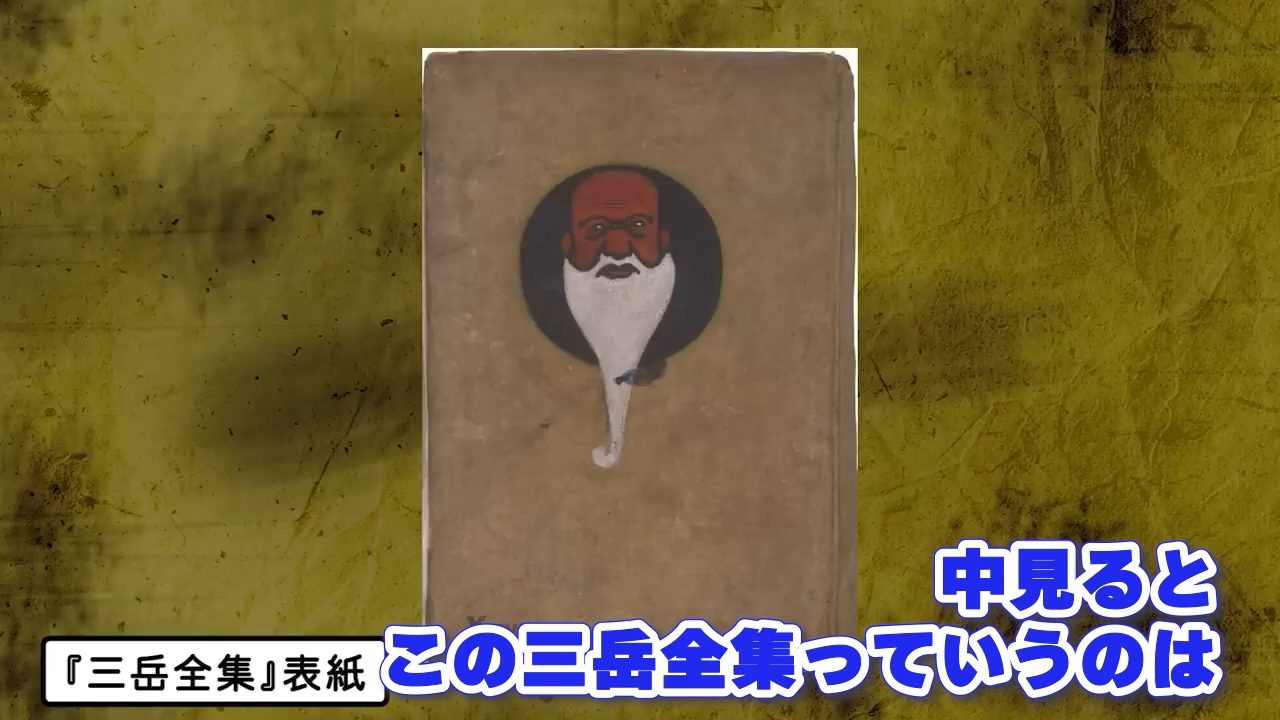 中見ると
この三岳全集っていうのは
『三岳全集』表紙